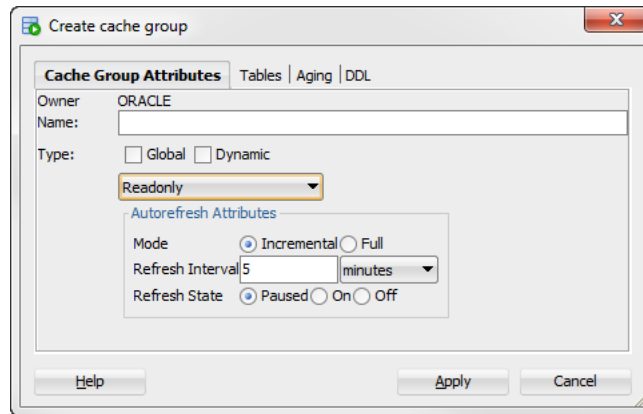 Create cache group
Cache Group Attributes Tables Aging DDL
Owner ORACLE
Name:
Type: Global Dynamic
Readonly
Autorefresh Attributes
Mode Incremental Full
Refresh Interval 5 minutes
Refresh State Paused On Off
Help Apply Cancel